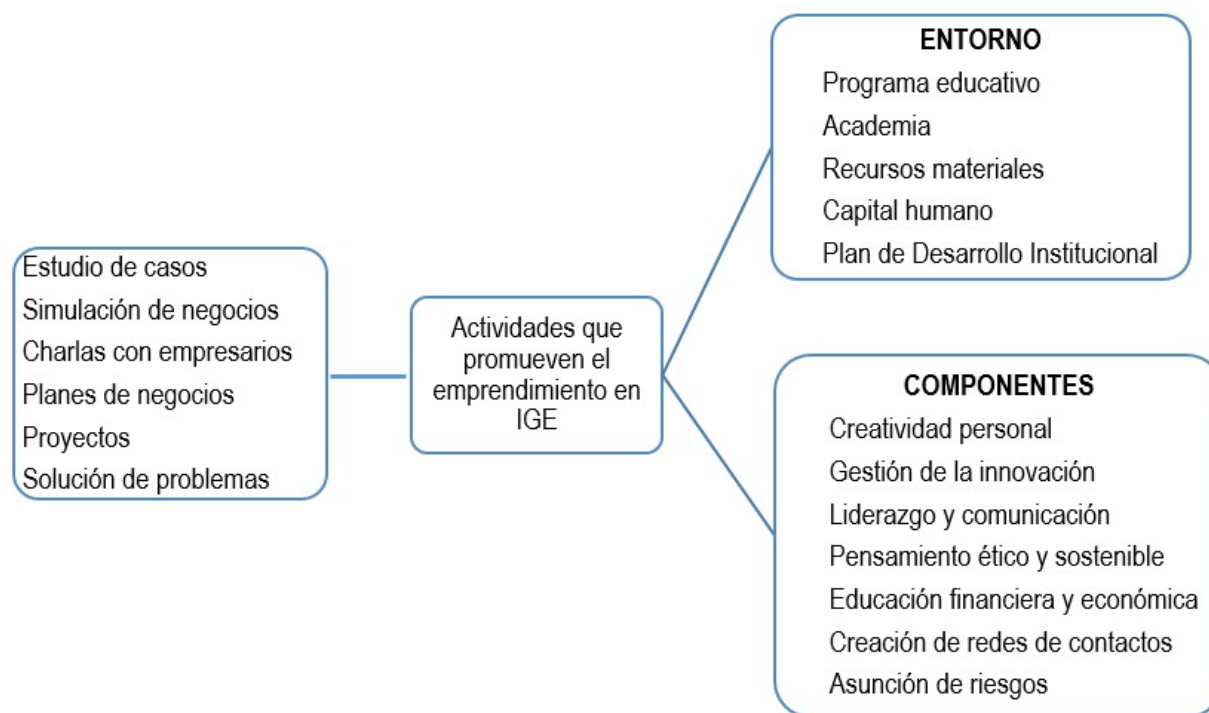 Estudio de casos
Simulación de negocios
Charlas con empresarios
Planes de negocios
Proyectos
Solución de problemas
Actividades que
promueven el
emprendimiento en
IGE
ENTORNO
Programa educativo
Academia
Recursos materiales
Capital humano
Plan de Desarrollo Institucional
COMPONENTES
Creatividad personal
Gestión de la innovación
Liderazgo y comunicación
Pensamiento ético y sostenible
Educación financiera y económica
Creación de redes de contactos
Asunción de riesgos